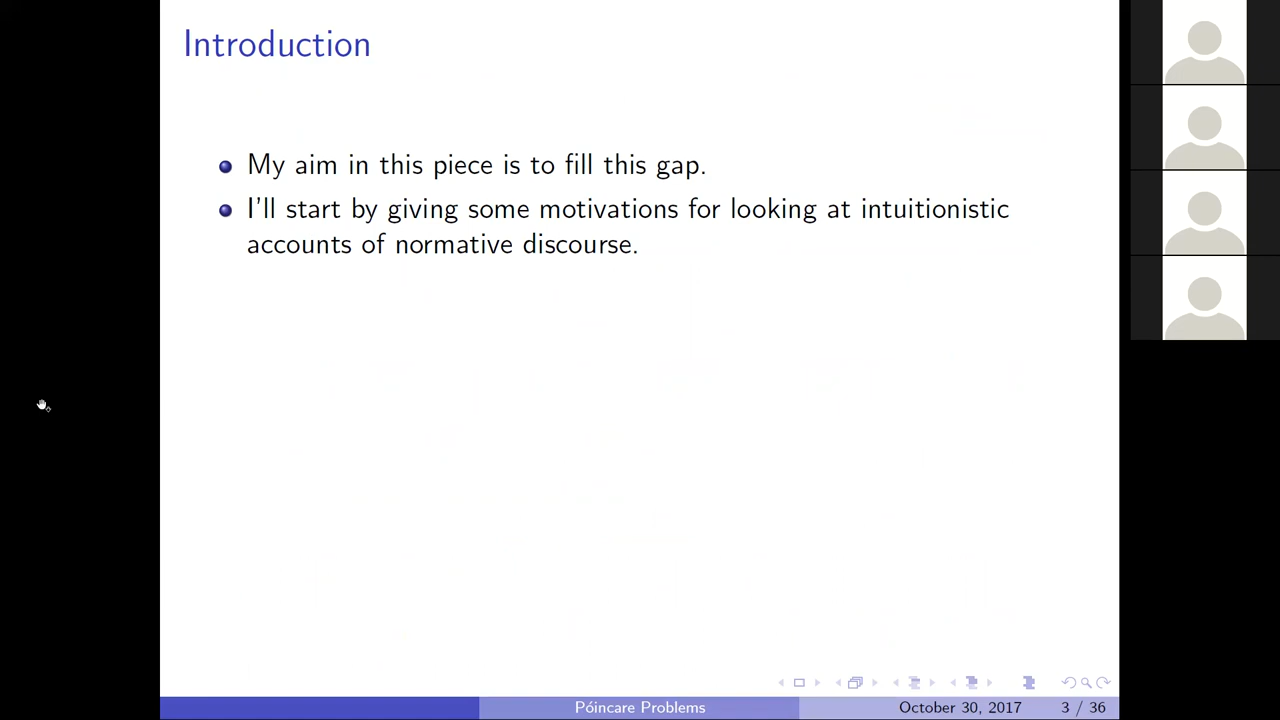 Introduction
My aim in this piece is to fill this gap.
I'll start by giving some motivations for looking at intuitionistic
accounts of normative discourse.
Póincare Problems
October 30, 2017
3 / 36